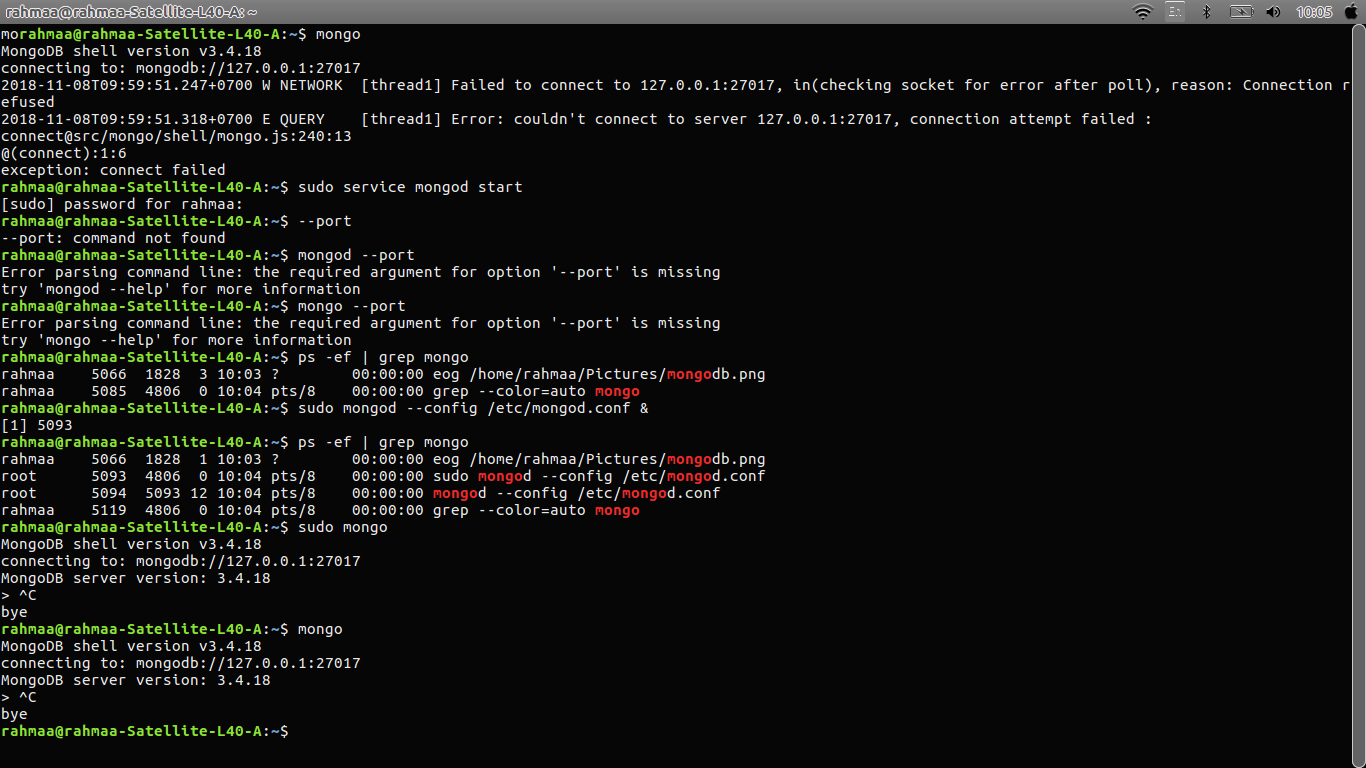 rahmaa@rahmaa-Satellite-L40-A: ~
En
10:05
morahmaa@rahmaa-Satellite-L40-A:~$ mongo
MongoDB shell version v3.4.18
connecting to: mongodb://127.0.0.1:27017
2018-11-08T09:59:51.247+0700 W NETWORK  [thread1] Failed to connect to 127.0.0.1:27017, in(checking socket for error after poll), reason: Connection r
efused
2018-11-08T09:59:51.318+0700 E QUERY    [thread1] Error: couldn't connect to server 127.0.0.1:27017, connection attempt failed :
connect@src/mongo/shell/mongo.js:240:13
@(connect):1:6
exception: connect failed
rahmaa@rahmaa-Satellite-L40-A:~$ sudo service mongod start
[sudo] password for rahmaa:
rahmaa@rahmaa-Satellite-L40-A:~$ --port
--port: command not found
rahmaa@rahmaa-Satellite-L40-A:~$ mongod --port
Error parsing command line: the required argument for option '--port' is missing
try 'mongod --help' for more information
rahmaa@rahmaa-Satellite-L40-A:~$ mongo --port
Error parsing command line: the required argument for option '--port' is missing
try 'mongo --help' for more information
rahmaa@rahmaa-Satellite-L40-A:~$ ps -ef | grep mongo
rahmaa    5066  1828  3 10:03 ?        00:00:00 eog /home/rahmaa/Pictures/mongodb.png
rahmaa    5085  4806  0 10:04 pts/8    00:00:00 grep --color=auto mongo
rahmaa@rahmaa-Satellite-L40-A:~$ sudo mongod --config /etc/mongod.conf &
[1] 5093
rahmaa@rahmaa-Satellite-L40-A:~$ ps -ef | grep mongo
rahmaa    5066  1828  1 10:03 ?        00:00:00 eog /home/rahmaa/Pictures/mongodb.png
root      5093  4806  0 10:04 pts/8    00:00:00 sudo mongod --config /etc/mongod.conf
root      5094  5093 12 10:04 pts/8    00:00:00 mongod --config /etc/mongod.conf
rahmaa    5119  4806  0 10:04 pts/8    00:00:00 grep --color=auto mongo
rahmaa@rahmaa-Satellite-L40-A:~$ sudo mongo
MongoDB shell version v3.4.18
connecting to: mongodb://127.0.0.1:27017
MongoDB server version: 3.4.18
> ^C
bye
rahmaa@rahmaa-Satellite-L40-A:~$ mongo
MongoDB shell version v3.4.18
connecting to: mongodb://127.0.0.1:27017
MongoDB server version: 3.4.18
> ^C
bye
rahmaa@rahmaa-Satellite-L40-A:~$